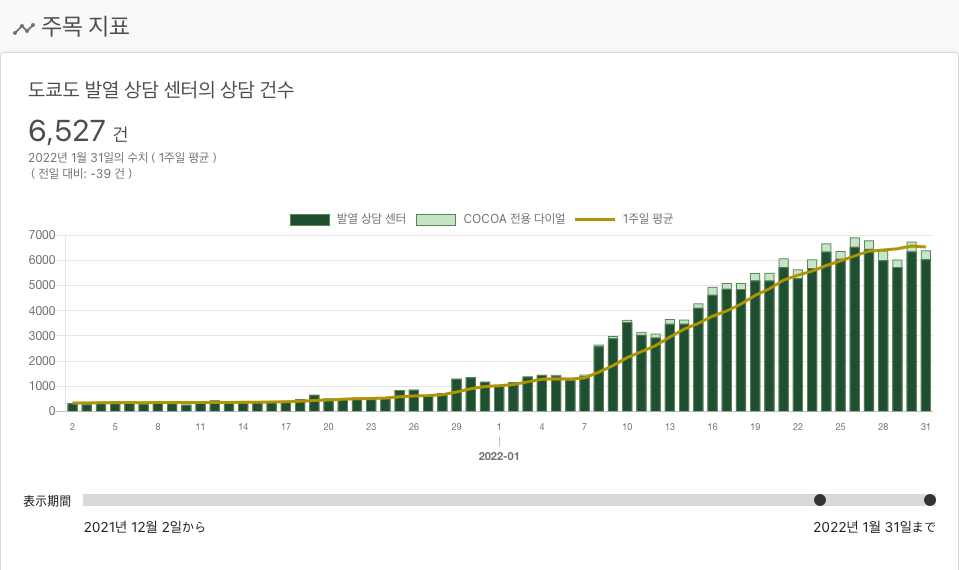 주목 지표
도쿄도 발열 상담 센터의 상담 건수
6,527 건
2022년 1월 31일의 수치 ( 1주일 평균 )
( 전일 대비: -39 건 )
발열 상담 센터 COCOA 전용 다이얼 1주일 평균
7000
6000
5000
4000
3000
2000
1000
0
2 5 8 11 14 17 20 23 26 29 1 4 7 10 13 16 19 22 25 28 31
2022-01
表示期間
2021년 12월 2일から 2022년 1월 31일まで